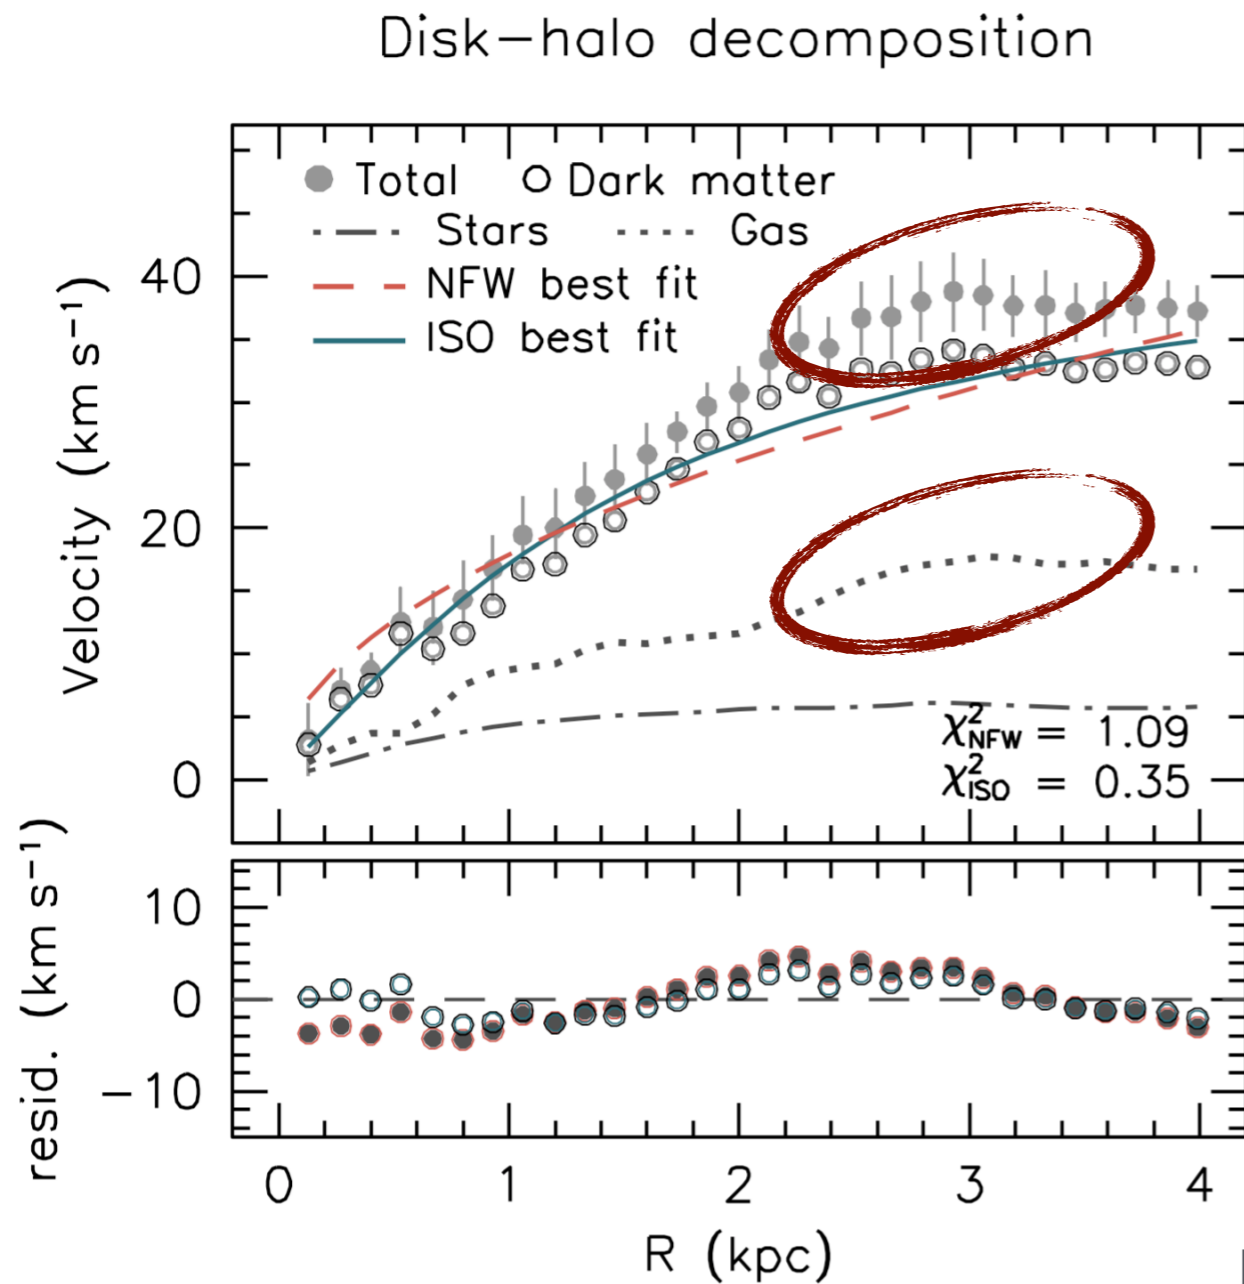 Disk-halo decomposition
Total Dark matter
Stars Gas
NFW best fit
ISO best fit
Velocity (km s⁻¹)
40
20
0
χ²NFW = 1.09
χ²ISO = 0.35
resid. (km s⁻¹)
10
0
-10
0 1 2 3 4
R (kpc)